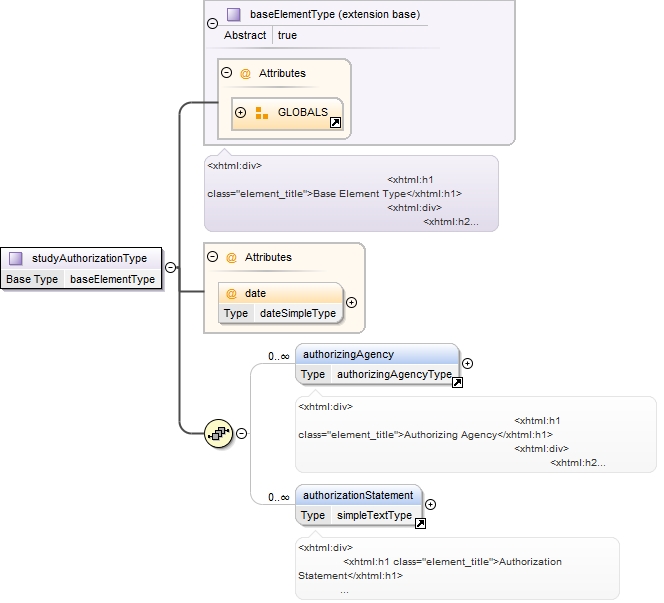 baseElementType (extension base)
Abstract true
@ Attributes
GLOBALS
<xhtml:div>
<xhtml:h1
class="element_title">Base Element Type</xhtml:h1>
<xhtml:div>
<xhtml:h2...
studyAuthorizationType
Base Type baseElementType
@ Attributes
@ date
Type dateSimpleType
0..∞
authorizingAgency
Type authorizingAgencyType
<xhtml:div>
<xhtml:h1
class="element_title">Authorizing Agency</xhtml:h1>
<xhtml:div>
<xhtml:h2...
0..∞
authorizationStatement
Type simpleTextType
<xhtml:div>
<xhtml:h1 class="element_title">Authorization
Statement</xhtml:h1>
...